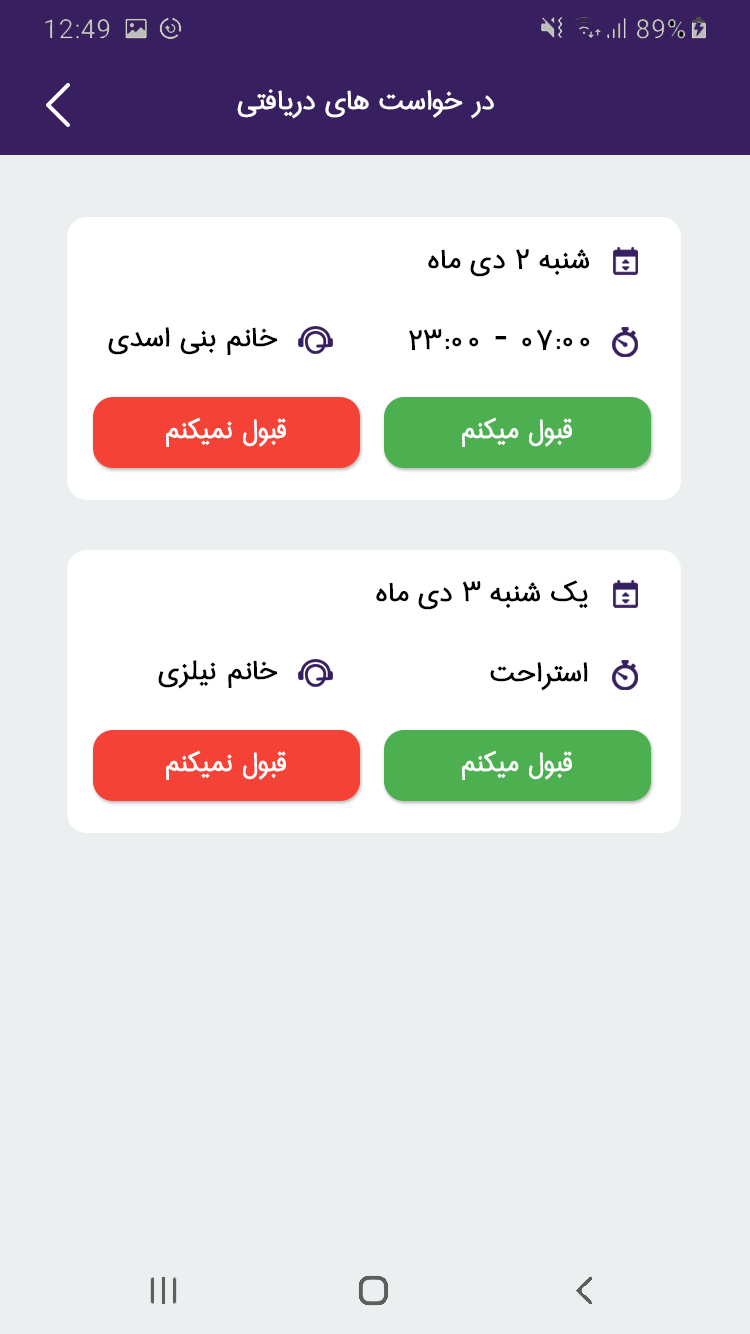 12:49 89%
در خواست های دریافتی
شنبه ۲ دی ماه
۰۷:۰۰ - ۲۳:۰۰ خانم بنی اسدی
قبول میکنم قبول نمیکنم
یک شنبه ۳ دی ماه
استراحت خانم نیلزی
قبول میکنم قبول نمیکنم